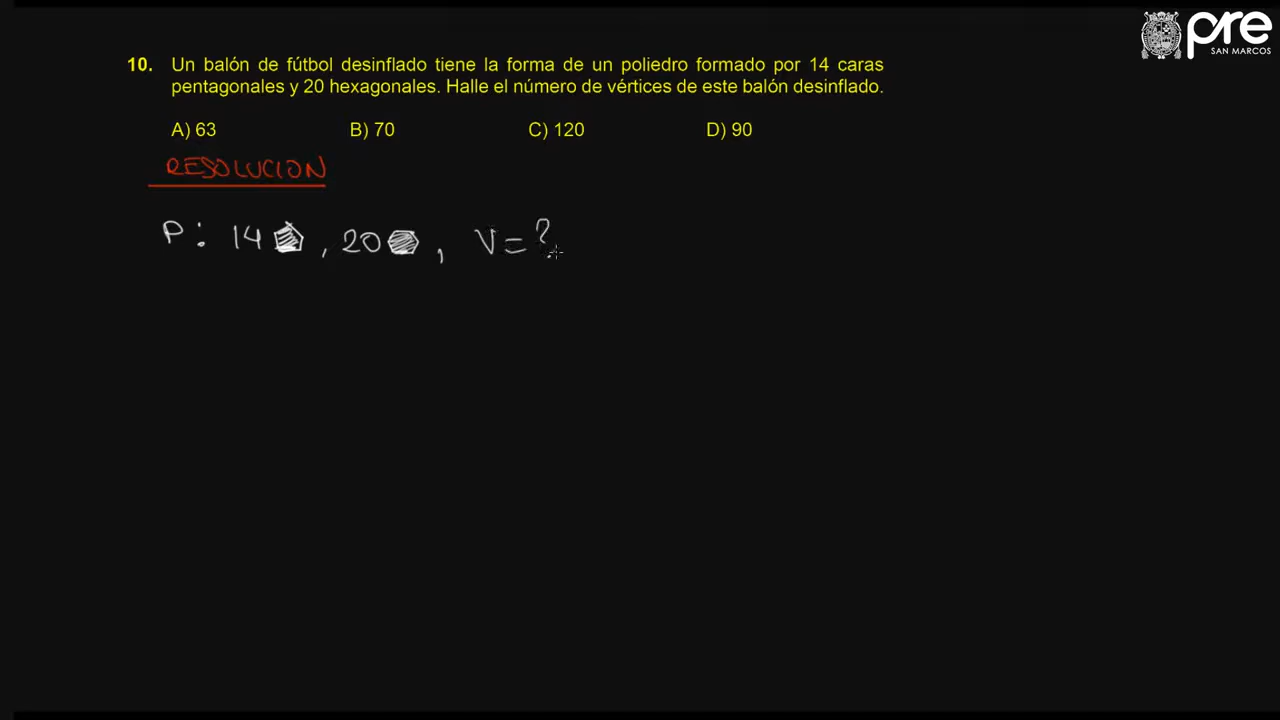 pre
SAN MARCOS
10. Un balón de fútbol desinflado tiene la forma de un poliedro formado por 14 caras
pentagonales y 20 hexagonales. Halle el número de vértices de este balón desinflado.
A) 63 B) 70 C) 120 D) 90
RESOLUCION
P: 14 , 20 , V = ?